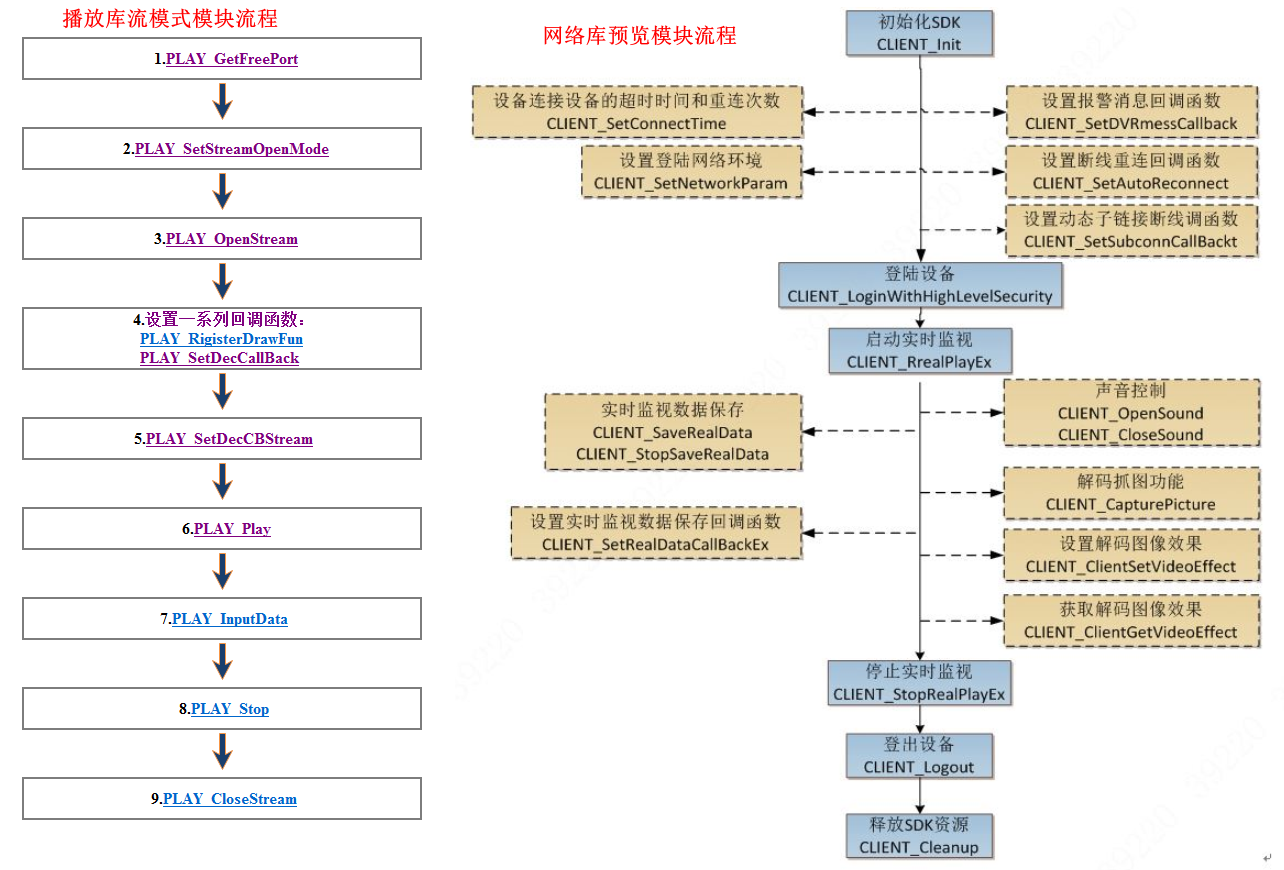 播放库流模式模块流程
1.PLAY_GetFreePort
2.PLAY_SetStreamOpenMode
3.PLAY_OpenStream
4.设置一系列回调函数：
PLAY_RigisterDrawFun
PLAY_SetDecCallBack
5.PLAY_SetDecCBStream
6.PLAY_Play
7.PLAY_InputData
8.PLAY_Stop
9.PLAY_CloseStream
网络库预览模块流程
初始化SDK
CLIENT_Init
设备连接设备的超时时间和重连次数
CLIENT_SetConnectTime
设置报警消息回调函数
CLIENT_SetDVRmessCallback
设置登陆网络环境
CLIENT_SetNetworkParam
设置断线重连回调函数
CLIENT_SetAutoReconnect
设置动态子链接断线调函数
CLIENT_SetSubconnCallBackt
登陆设备
CLIENT_LoginWithHighLevelSecurity
启动实时监视
CLIENT_RrealPlayEx
实时监视数据保存
CLIENT_SaveRealData
CLIENT_StopSaveRealData
声音控制
CLIENT_OpenSound
CLIENT_CloseSound
解码抓图功能
CLIENT_CapturePicture
设置实时监视数据保存回调函数
CLIENT_SetRealDataCallBackEx
设置解码图像效果
CLIENT_ClientSetVideoEffect
获取解码图像效果
CLIENT_ClientGetVideoEffect
停止实时监视
CLIENT_StopRealPlayEx
登出设备
CLIENT_Logout
释放SDK资源
CLIENT_Cleanup
39220
39220
39220